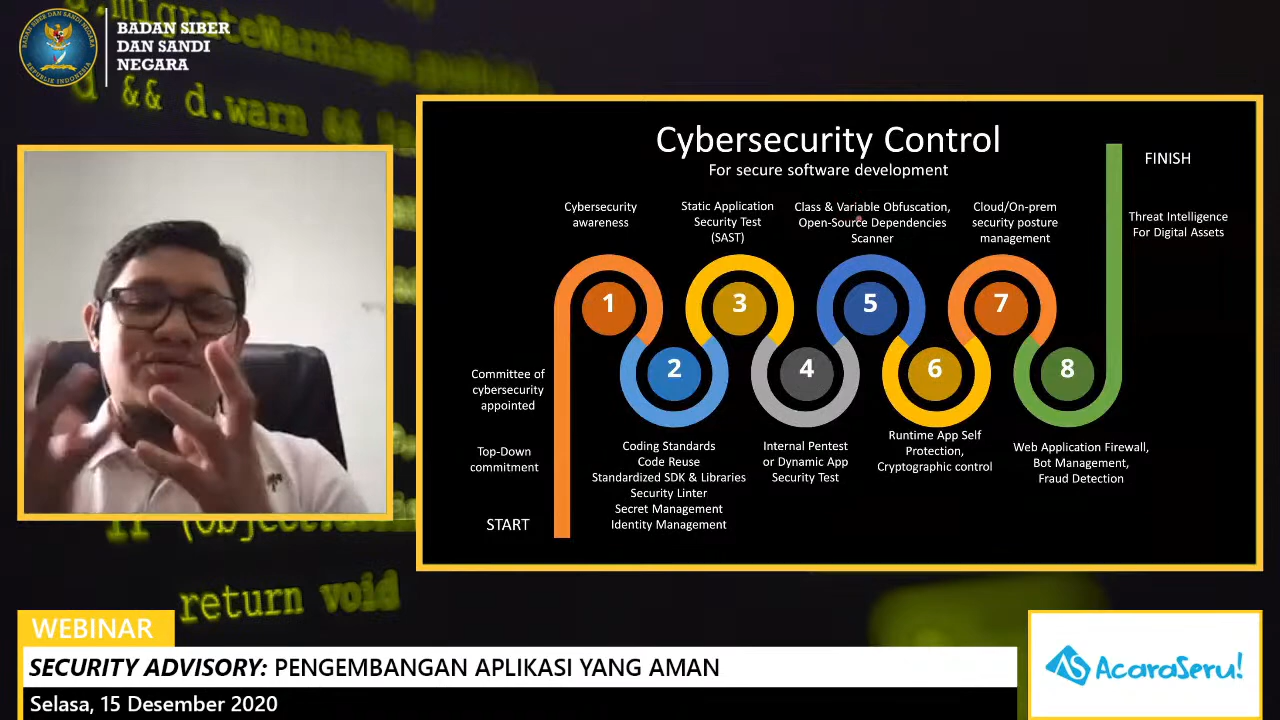 BADAN SIBER
DAN SANDI
NEGARA
&& d.warn &&
return void
Cybersecurity Control
For secure software development
START
Top-Down
commitment
Committee of
cybersecurity
appointed
Cybersecurity
awareness
1
2
Coding Standards
Code Reuse
Standardized SDK & Libraries
Security Linter
Secret Management
Identity Management
Static Application
Security Test
(SAST)
3
4
Internal Pentest
or Dynamic App
Security Test
Class & Variable Obfuscation,
Open-Source Dependencies
Scanner
5
6
Runtime App Self
Protection,
Cryptographic control
Cloud/On-prem
security posture
management
7
8
Web Application Firewall,
Bot Management,
Fraud Detection
FINISH
Threat Intelligence
For Digital Assets
WEBINAR
SECURITY ADVISORY: PENGEMBANGAN APLIKASI YANG AMAN
Selasa, 15 Desember 2020
AcaraSeru!